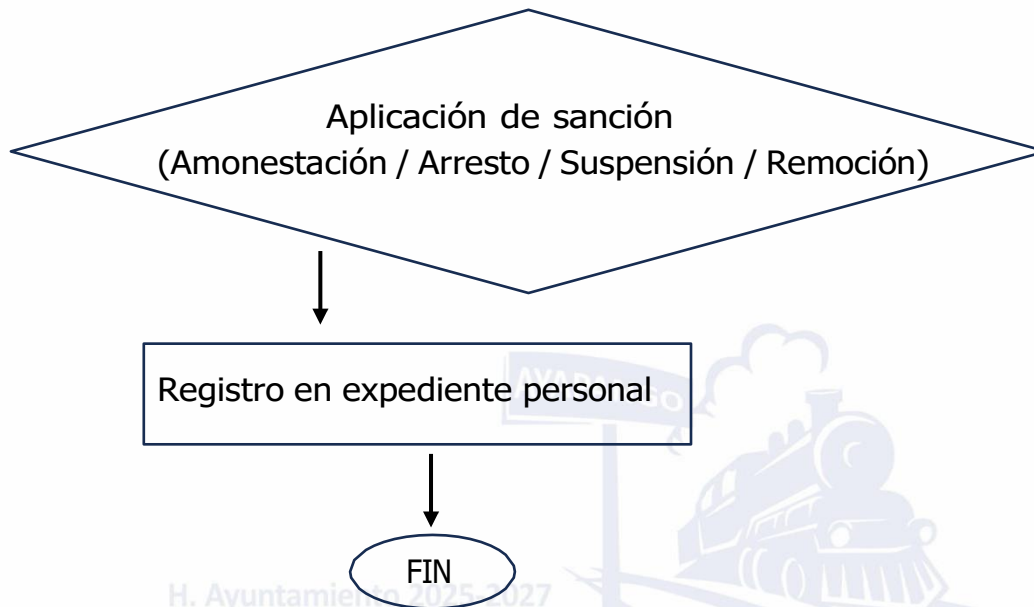 Aplicación de sanción
(Amonestación / Arresto / Suspensión / Remoción)
Registro en expediente personal
FIN
H. Ayuntamiento 2025-2027